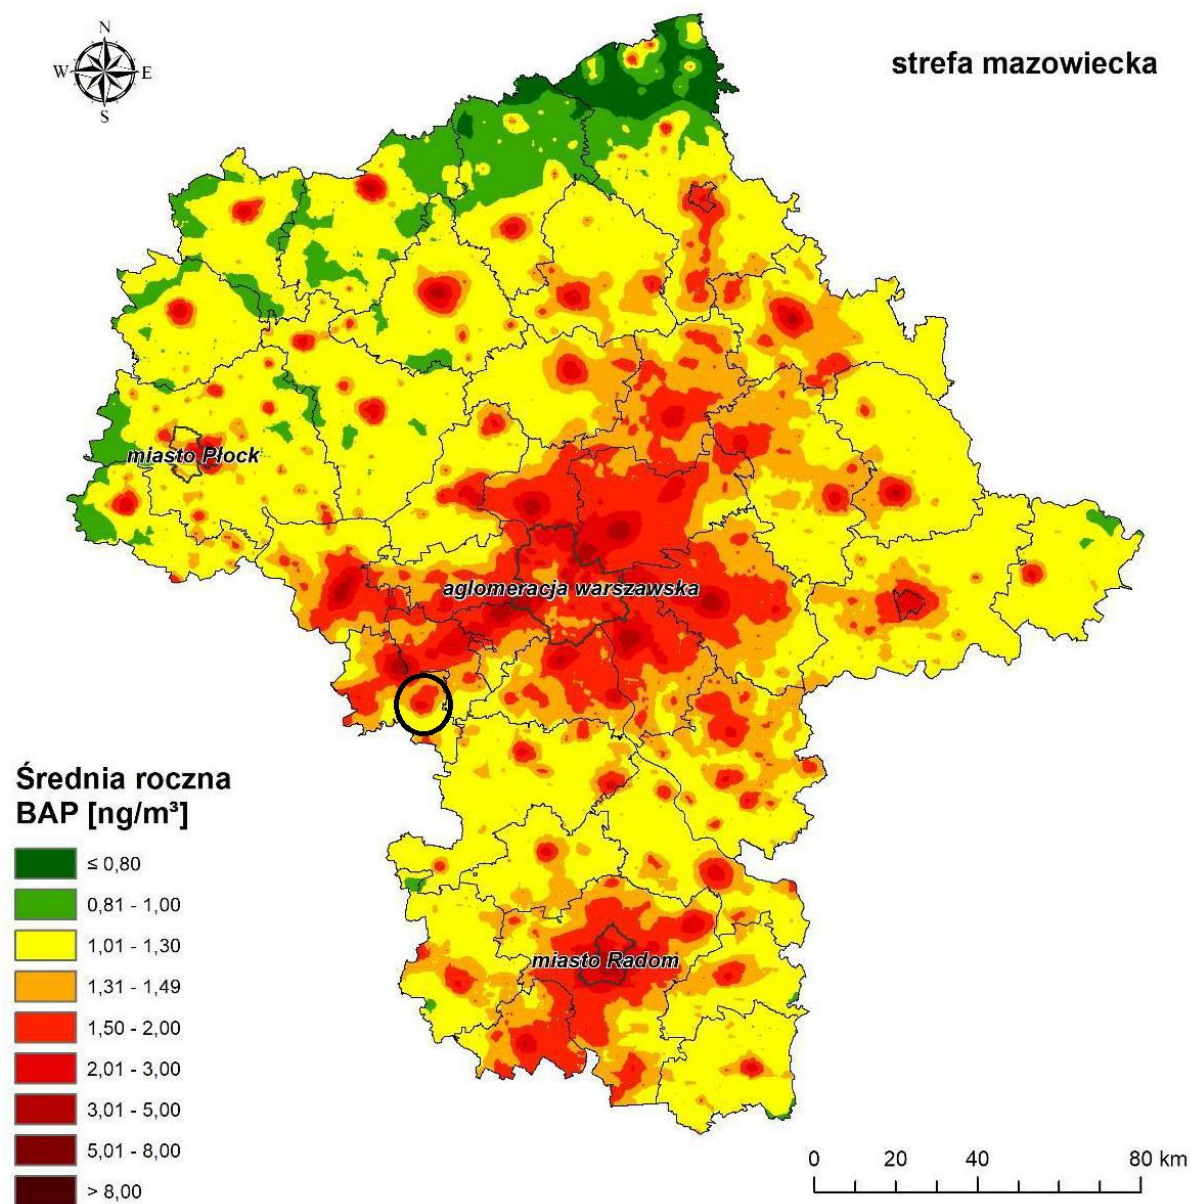 N
W
E
S
strefa mazowiecka
miasto Płock
aglomeracja warszawska
miasto Radom
Średnia roczna
BAP [ng/m³]
≤ 0,80
0,81 - 1,00
1,01 - 1,30
1,31 - 1,49
1,50 - 2,00
2,01 - 3,00
3,01 - 5,00
5,01 - 8,00
> 8,00
0 20 40 80 km